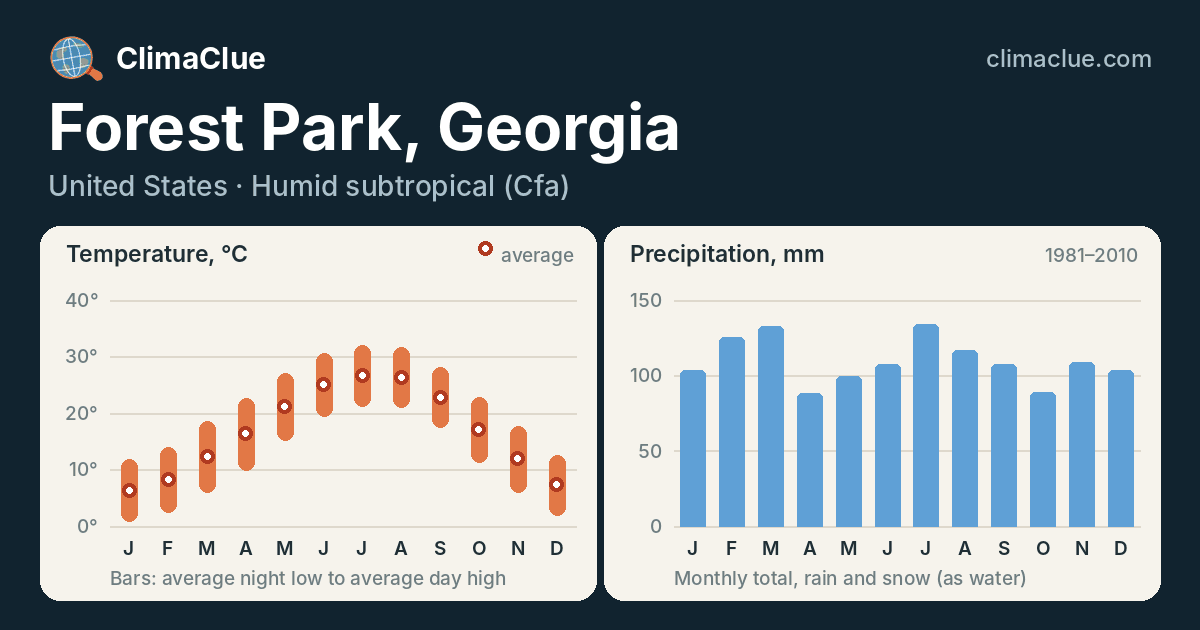 ClimaClue
climaclue.com
Forest Park, Georgia
United States · Humid subtropical (Cfa)
Temperature, °C
average
40°
30°
20°
10°
0°
J F M A M J J A S O N D
Bars: average night low to average day high
Precipitation, mm
1981–2010
150
100
50
0
J F M A M J J A S O N D
Monthly total, rain and snow (as water)